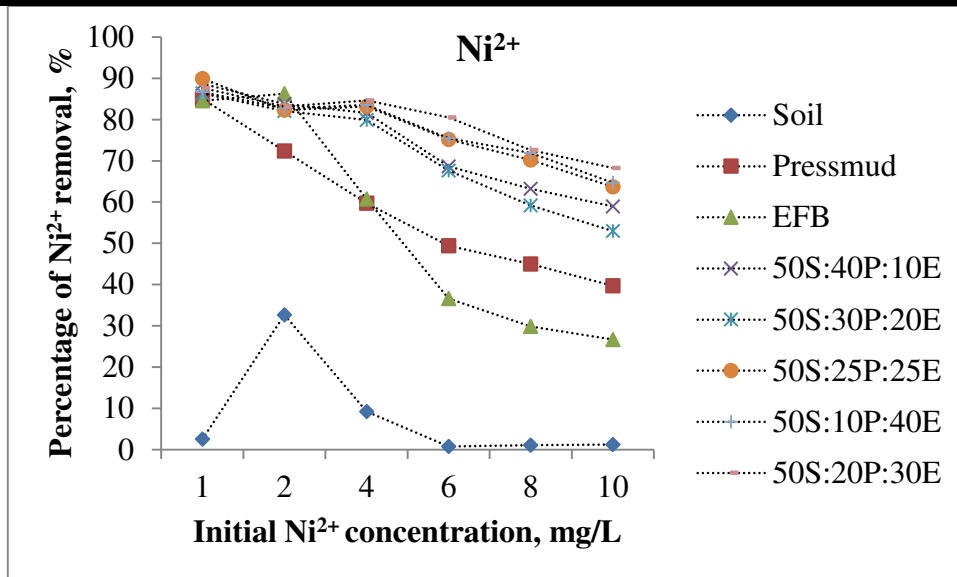 Ni²⁺
Percentage of Ni²⁺ removal, %
100
90
80
70
60
50
40
30
20
10
0
1 2 4 6 8 10
Initial Ni²⁺ concentration, mg/L
Soil
Pressmud
EFB
50S:40P:10E
50S:30P:20E
50S:25P:25E
50S:10P:40E
50S:20P:30E